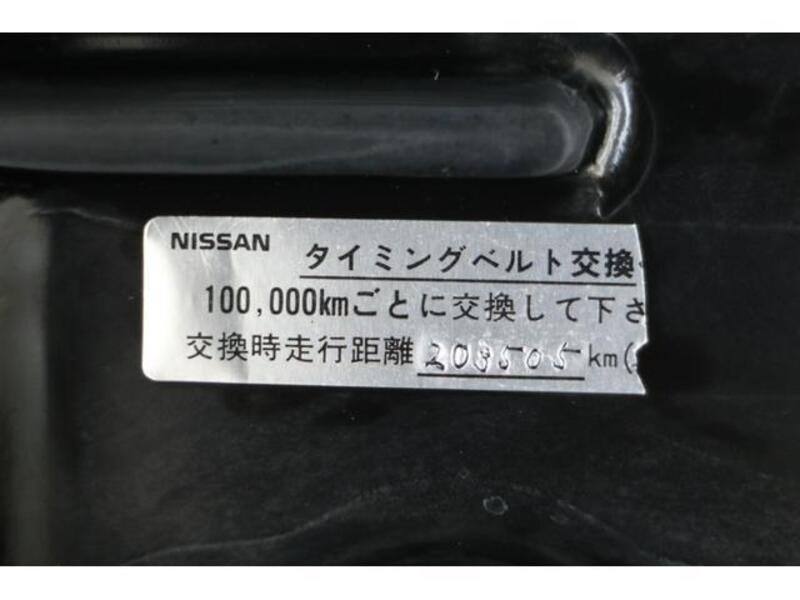 NISSAN タイミングベルト交換
100,000kmごとに交換して下さ
交換時走行距離 208505 km(